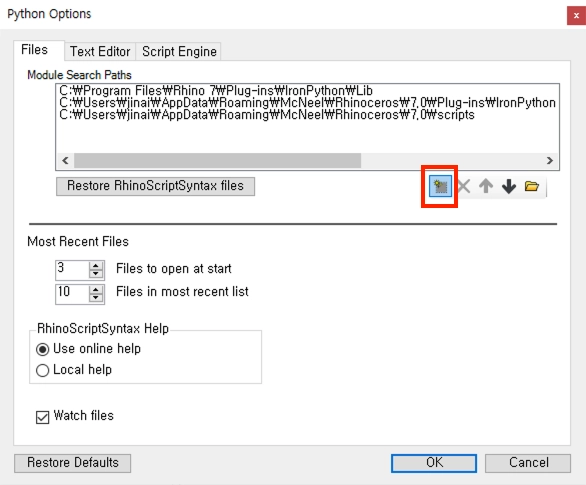 Python Options
Files
Text Editor
Script Engine
Module Search Paths
C:₩Program Files₩Rhino 7₩Plug-ins₩IronPython₩Lib
C:₩Users₩jinai₩AppData₩Roaming₩McNeel₩Rhinoceros₩7.0₩Plug-ins₩IronPython
C:₩Users₩jinai₩AppData₩Roaming₩McNeel₩Rhinoceros₩7.0₩scripts
Restore RhinoScriptSyntax files
Most Recent Files
3 Files to open at start
10 Files in most recent list
RhinoScriptSyntax Help
Use online help
Local help
Watch files
Restore Defaults
OK
Cancel